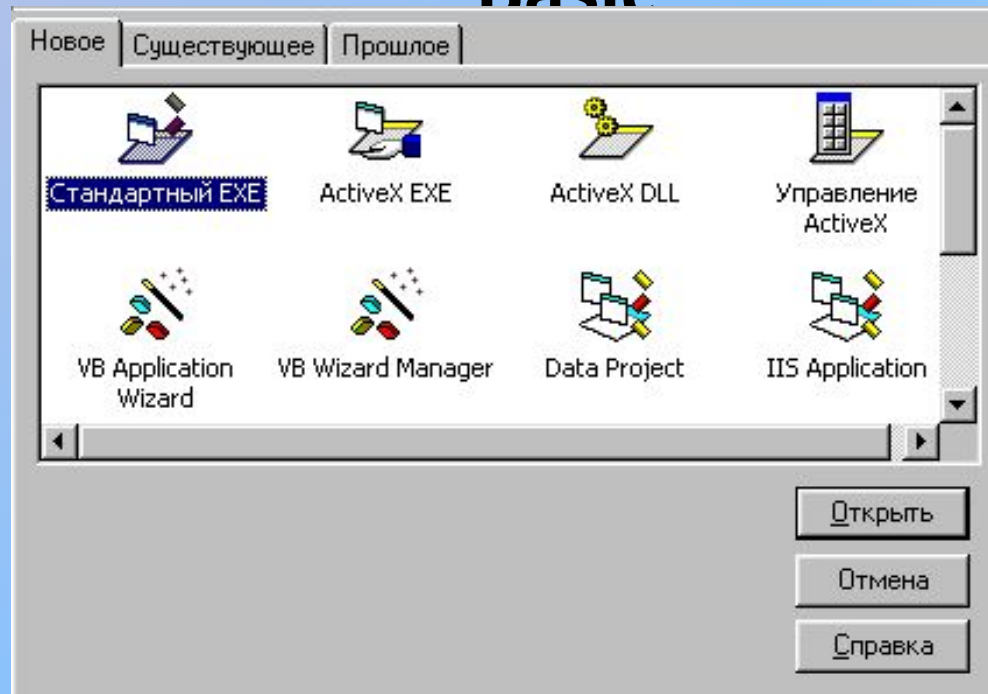 Basic
Новое Существующее Прошлое
Стандартный EXE ActiveX EXE ActiveX DLL Управление
ActiveX
VB Application VB Wizard Manager Data Project IIS Application
Wizard
Открыть
Отмена
Справка